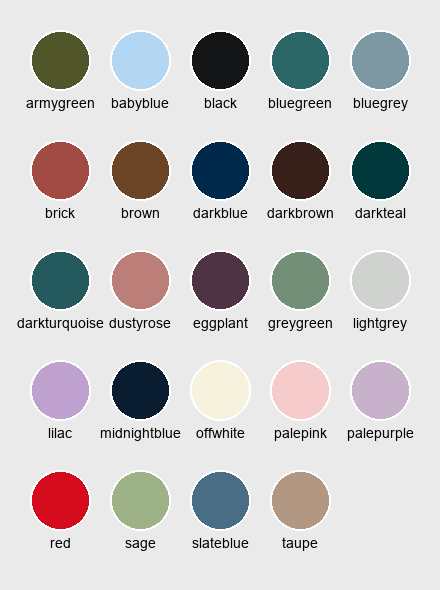 armygreen babyblue black bluegreen bluegrey
brick brown darkblue darkbrown darkteal
darkturquoise dustyrose eggplant greygreen lightgrey
lilac midnightblue offwhite palepink palepurple
red sage slateblue taupe